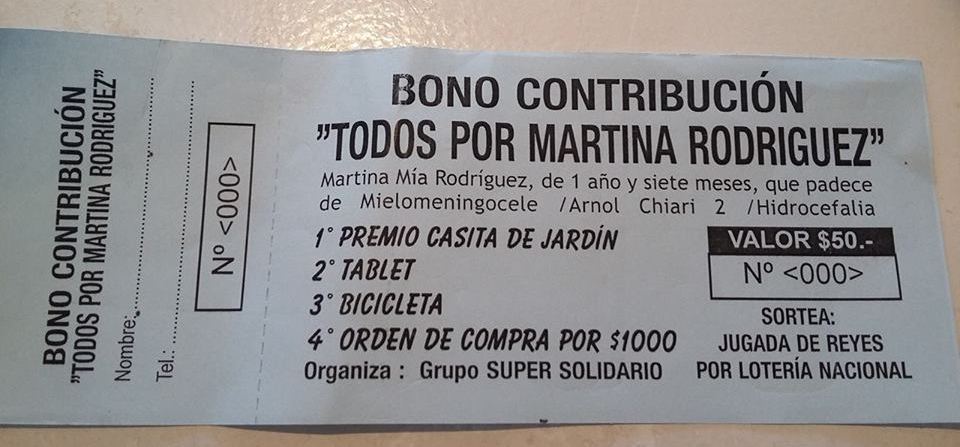 BONO CONTRIBUCIÓN
"TODOS POR MARTINA RODRIGUEZ"
Nombre:
Tel.:
Nº <000>
BONO CONTRIBUCIÓN
"TODOS POR MARTINA RODRIGUEZ"
Martina Mía Rodríguez, de 1 año y siete meses, que padece
de Mielomeningocele /Arnol Chiari 2 /Hidrocefalia
1° PREMIO CASITA DE JARDÍN
2° TABLET
3° BICICLETA
4° ORDEN DE COMPRA POR $1000
Organiza : Grupo SUPER SOLIDARIO
VALOR $50.-
Nº <000>
SORTEA:
JUGADA DE REYES
POR LOTERÍA NACIONAL